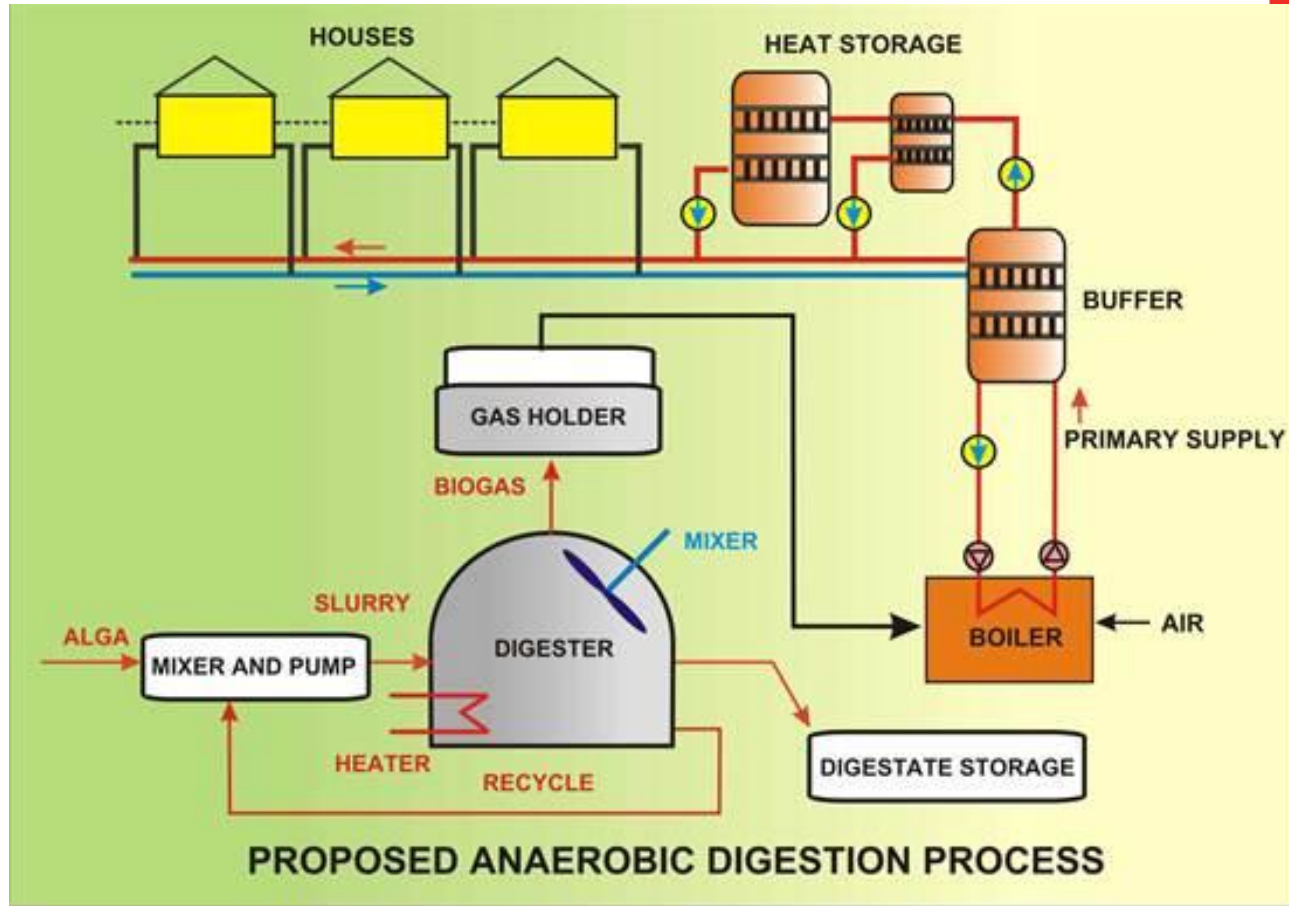 HOUSES
HEAT STORAGE
BUFFER
GAS HOLDER
PRIMARY SUPPLY
BIOGAS
MIXER
SLURRY
ALGA
MIXER AND PUMP
DIGESTER
BOILER
AIR
HEATER
RECYCLE
DIGESTATE STORAGE
PROPOSED ANAEROBIC DIGESTION PROCESS